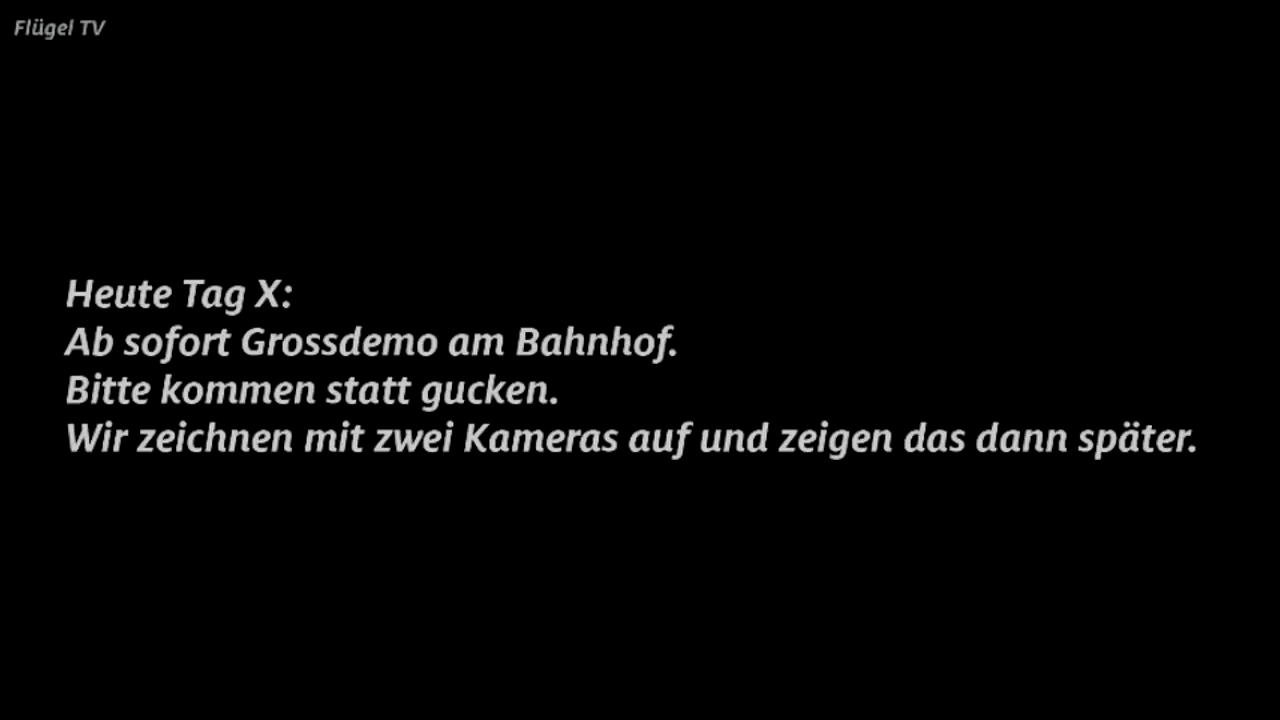 Flügel TV
Heute Tag X:
Ab sofort Grossdemo am Bahnhof.
Bitte kommen statt gucken.
Wir zeichnen mit zwei Kameras auf und zeigen das dann später.